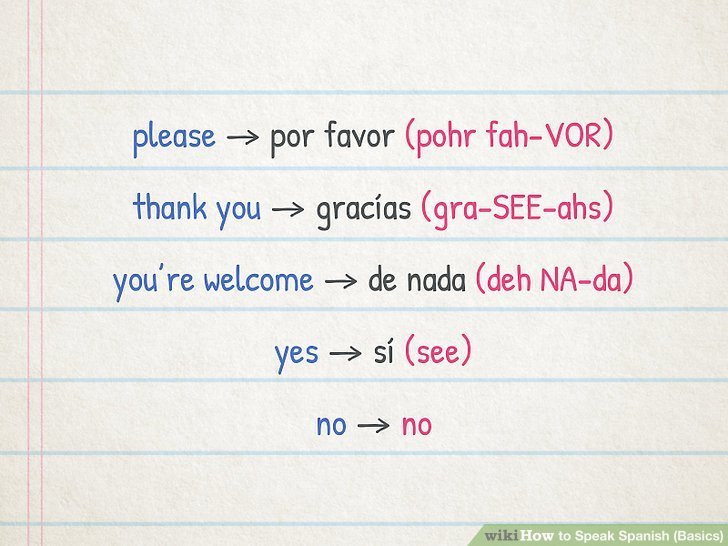 please → por favor (pohr fah-VOR)
thank you → gracías (gra-SEE-ahs)
you're welcome → de nada (deh NA-da)
yes → sí (see)
no → no
wikiHow to Speak Spanish (Basics)